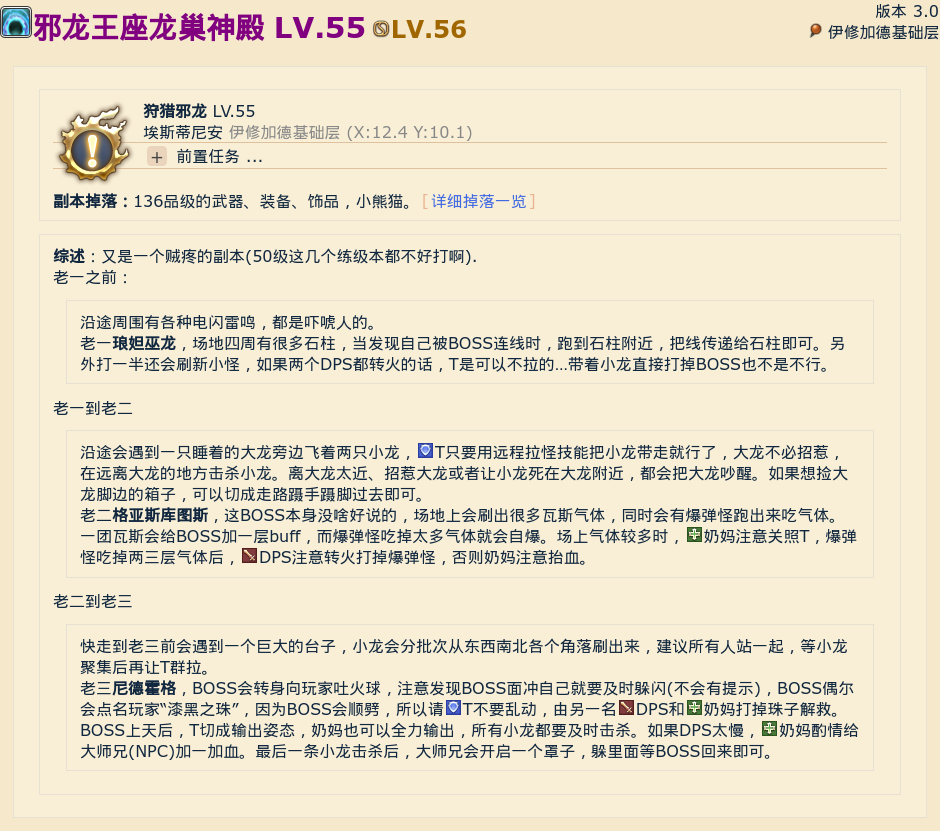 邪龙王座龙巢神殿 LV.55 LV.56
版本 3.0
伊修加德基础层
狩猎邪龙 LV.55
埃斯蒂尼安 伊修加德基础层 (X:12.4 Y:10.1)
+ 前置任务 ...
副本掉落：136品级的武器、装备、饰品，小熊猫。 [ 详细掉落一览 ]
综述：又是一个贼疼的副本(50级这几个练级本都不好打啊).
老一之前：
沿途周围有各种电闪雷鸣，都是吓唬人的。
老一琅妲巫龙，场地四周有很多石柱，当发现自己被BOSS连线时，跑到石柱附近，把线传递给石柱即可。另
外打一半还会刷新小怪，如果两个DPS都转火的话，T是可以不拉的...带着小龙直接打掉BOSS也不是不行。
老一到老二
沿途会遇到一只睡着的大龙旁边飞着两只小龙，T只要用远程拉怪技能把小龙带走就行了，大龙不必招惹，
在远离大龙的地方击杀小龙。离大龙太近、招惹大龙或者让小龙死在大龙附近，都会把大龙吵醒。如果想捡大
龙脚边的箱子，可以切成走路蹑手蹑脚过去即可。
老二格亚斯库图斯，这BOSS本身没啥好说的，场地上会刷出很多瓦斯气体，同时会有爆弹怪跑出来吃气体。
一团瓦斯会给BOSS加一层buff，而爆弹怪吃掉太多气体就会自爆。场上气体较多时，奶妈注意关照T，爆弹
怪吃掉两三层气体后，DPS注意转火打掉爆弹怪，否则奶妈注意抬血。
老二到老三
快走到老三前会遇到一个巨大的台子，小龙会分批次从东西南北各个角落刷出来，建议所有人站一起，等小龙
聚集后再让T群拉。
老三尼德霍格，BOSS会转身向玩家吐火球，注意发现BOSS面冲自己就要及时躲闪(不会有提示)，BOSS偶尔
会点名玩家“漆黑之珠”，因为BOSS会顺劈，所以请T不要乱动，由另一名DPS和奶妈打掉珠子解救。
BOSS上天后，T切成输出姿态，奶妈也可以全力输出，所有小龙都要及时击杀。如果DPS太慢，奶妈酌情给
大师兄(NPC)加一加血。最后一条小龙击杀后，大师兄会开启一个罩子，躲里面等BOSS回来即可。